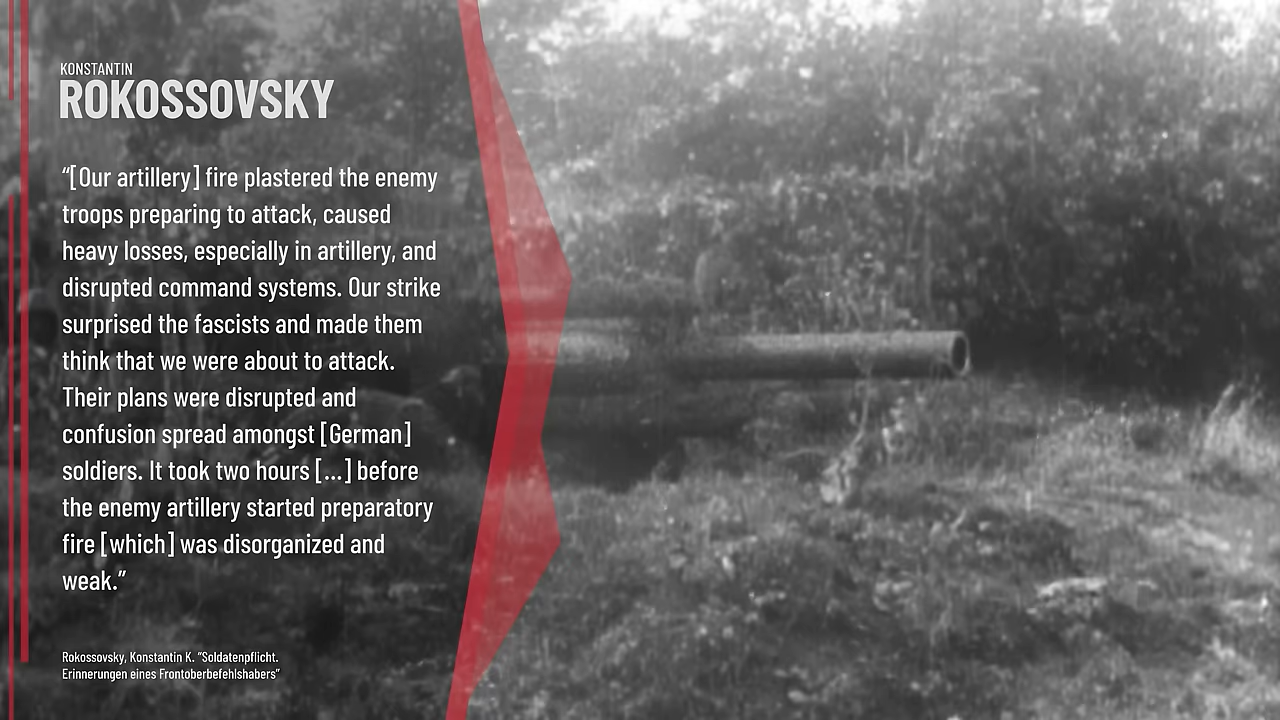 KONSTANTIN
ROKOSSOVSKY
“[Our artillery] fire plastered the enemy
troops preparing to attack, caused
heavy losses, especially in artillery, and
disrupted command systems. Our strike
surprised the fascists and made them
think that we were about to attack.
Their plans were disrupted and
confusion spread amongst [German]
soldiers. It took two hours [...] before
the enemy artillery started preparatory
fire [which] was disorganized and
weak.”
Rokossovsky, Konstantin K. “Soldatenpflicht.
Erinnerungen eines Frontoberbefehlshabers”